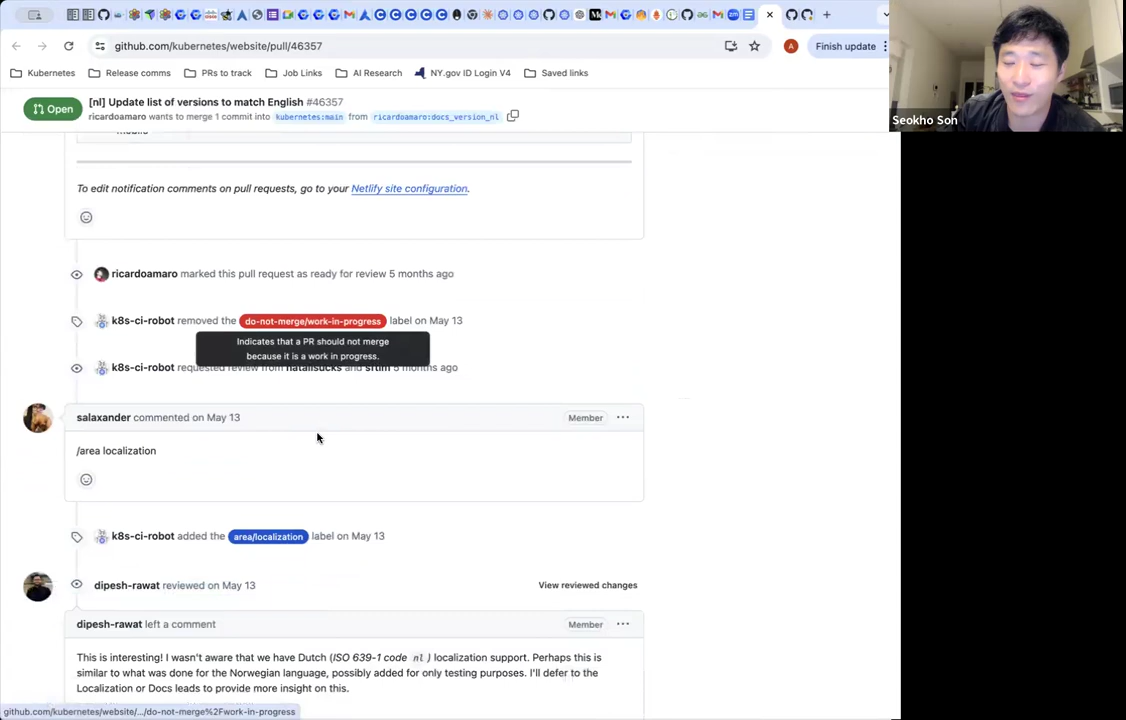 github.com/kubernetes/website/pull/46357
A
Finish update
Kubernetes
Release comms
PRs to track
Job Links
AI Research
NY.gov ID Login V4
Saved links
Seokho Son
Open
[nl] Update list of versions to match English #46357
ricardoamaro wants to merge 1 commit into kubernetes:main from ricardoamaro:docs_version_nl
To edit notification comments on pull requests, go to your Netlify site configuration.
ricardoamaro marked this pull request as ready for review 5 months ago
k8s-ci-robot removed the do-not-merge/work-in-progress label on May 13
Indicates that a PR should not merge
because it is a work in progress.
k8s-ci-robot requested review from natalisucks and sftim 5 months ago
salaxander commented on May 13
Member
/area localization
k8s-ci-robot added the area/localization label on May 13
dipesh-rawat reviewed on May 13
View reviewed changes
dipesh-rawat left a comment
Member
This is interesting! I wasn't aware that we have Dutch (ISO 639-1 code nl ) localization support. Perhaps this is
similar to what was done for the Norwegian language, possibly added for only testing purposes. I'll defer to the
Localization or Docs leads to provide more insight on this.
github.com/kubernetes/website/.../do-not-merge%2Fwork-in-progress